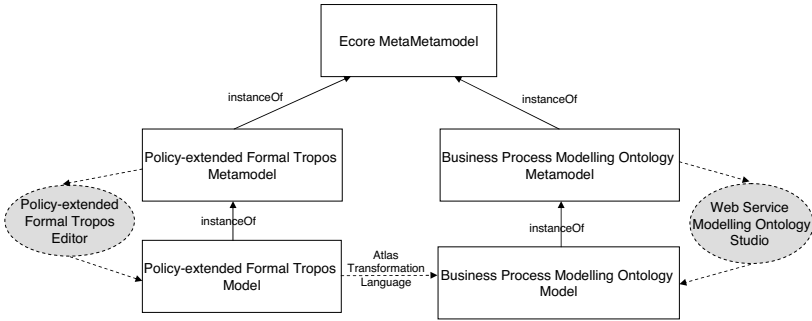 Ecore MetaMetamodel
instanceOf
instanceOf
Policy-extended Formal Tropos
Metamodel
Business Process Modelling Ontology
Metamodel
Policy-extended
Formal Tropos
Editor
instanceOf
instanceOf
Web Service
Modelling Ontology
Studio
Policy-extended Formal Tropos
Model
Atlas
Transformation
Language
Business Process Modelling Ontology
Model